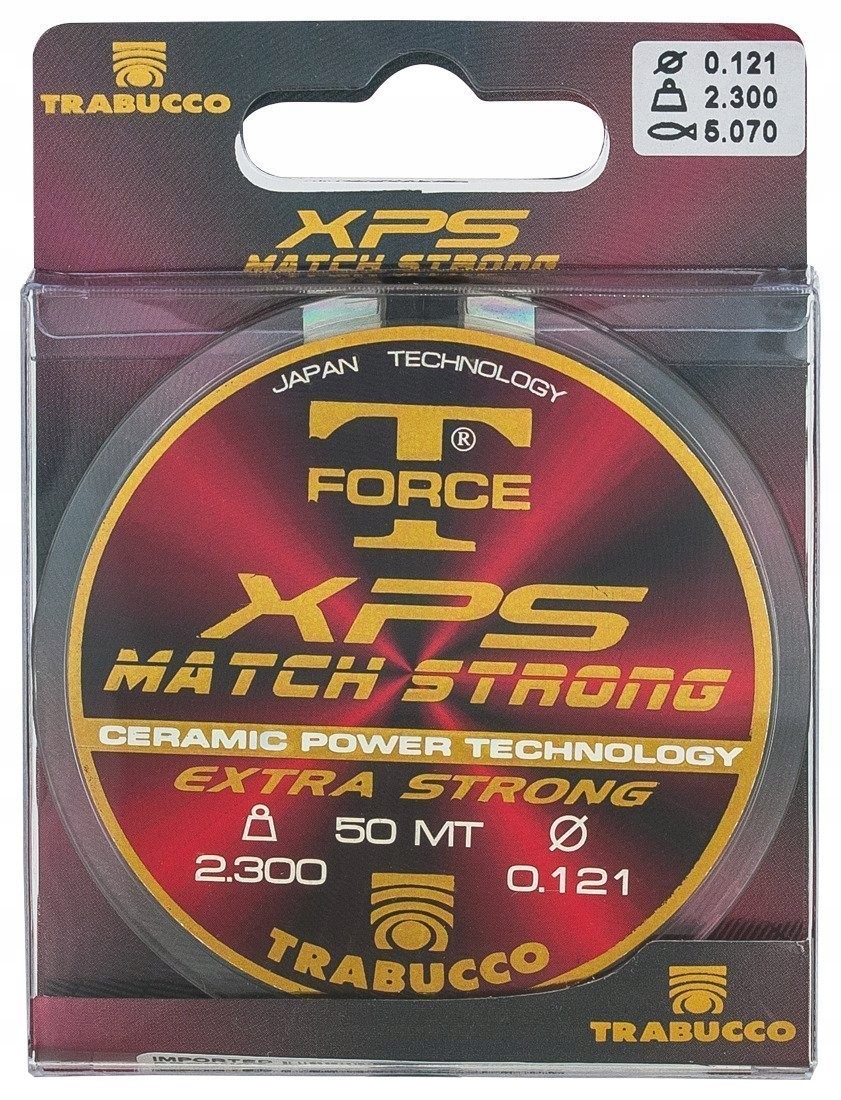 TRABUCCO
Ø 0.121
2.300
5.070
XPS
MATCH STRONG
JAPAN TECHNOLOGY
T ®
FORCE
XPS
MATCH STRONG
CERAMIC POWER TECHNOLOGY
EXTRA STRONG
50 MT Ø
2.300 0.121
TRABUCCO
TRABUCCO
IMPORTED